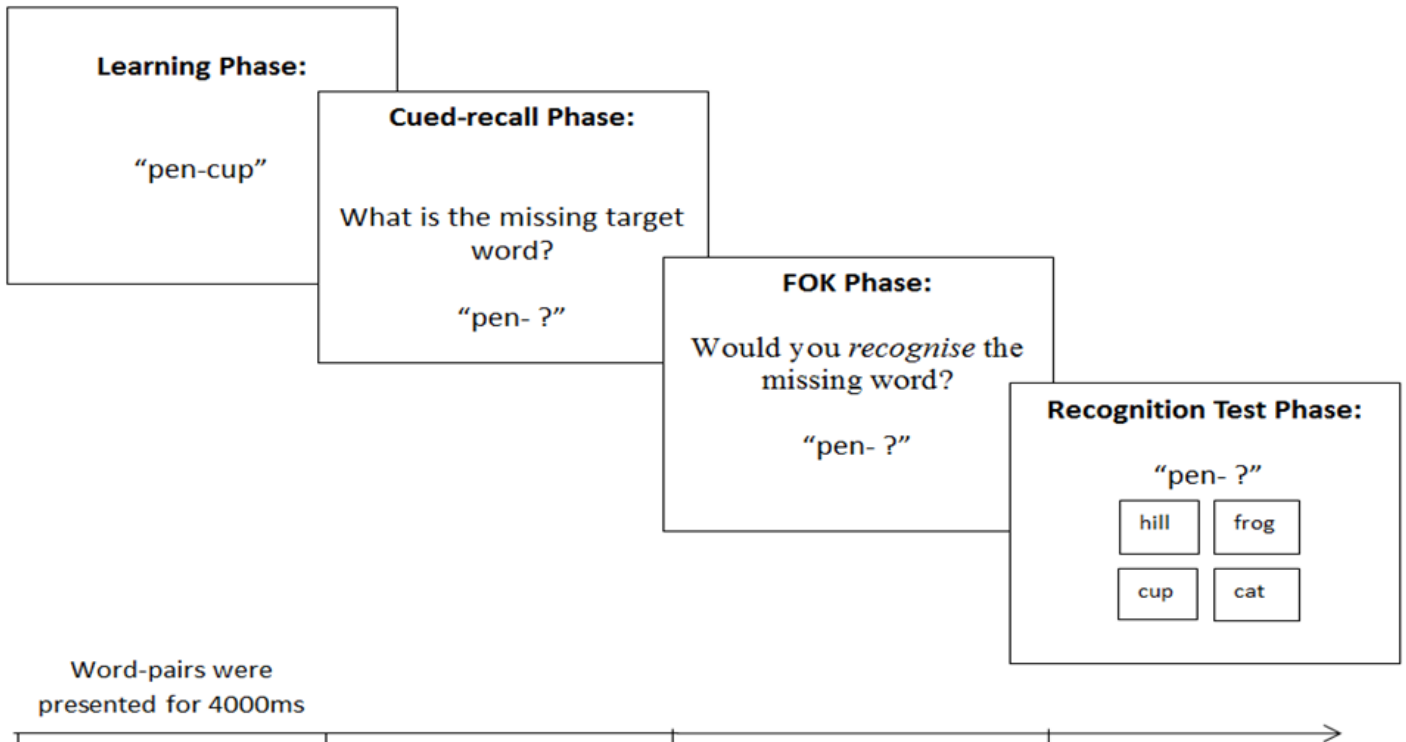 Learning Phase:
“pen-cup”
Cued-recall Phase:
What is the missing target
word?
“pen- ?”
FOK Phase:
Would you recognise the
missing word?
“pen- ?”
Recognition Test Phase:
“pen- ?”
hill frog
cup cat
Word-pairs were
presented for 4000ms